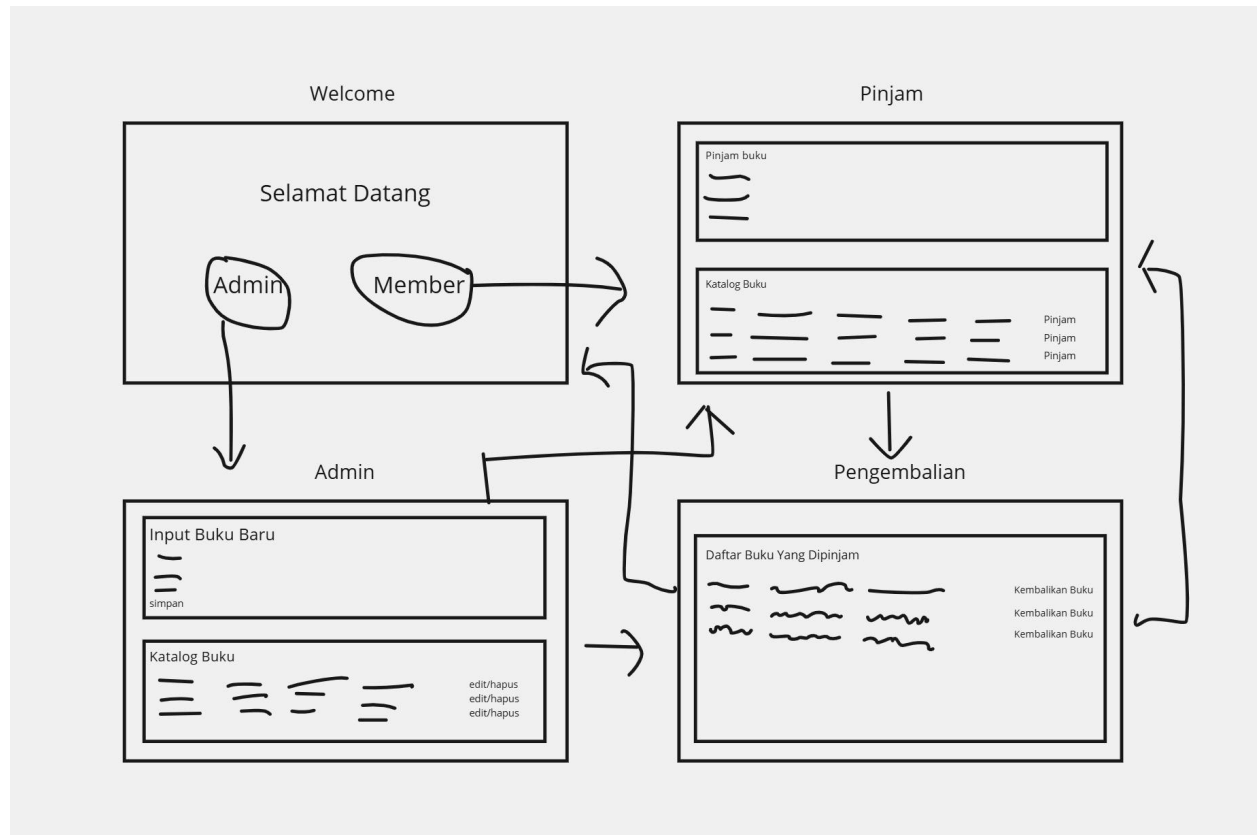 Welcome
Selamat Datang
Admin
Member
Pinjam
Pinjam buku
Katalog Buku
Pinjam
Pinjam
Pinjam
Admin
Input Buku Baru
simpan
Katalog Buku
edit/hapus
edit/hapus
edit/hapus
Pengembalian
Daftar Buku Yang Dipinjam
Kembalikan Buku
Kembalikan Buku
Kembalikan Buku